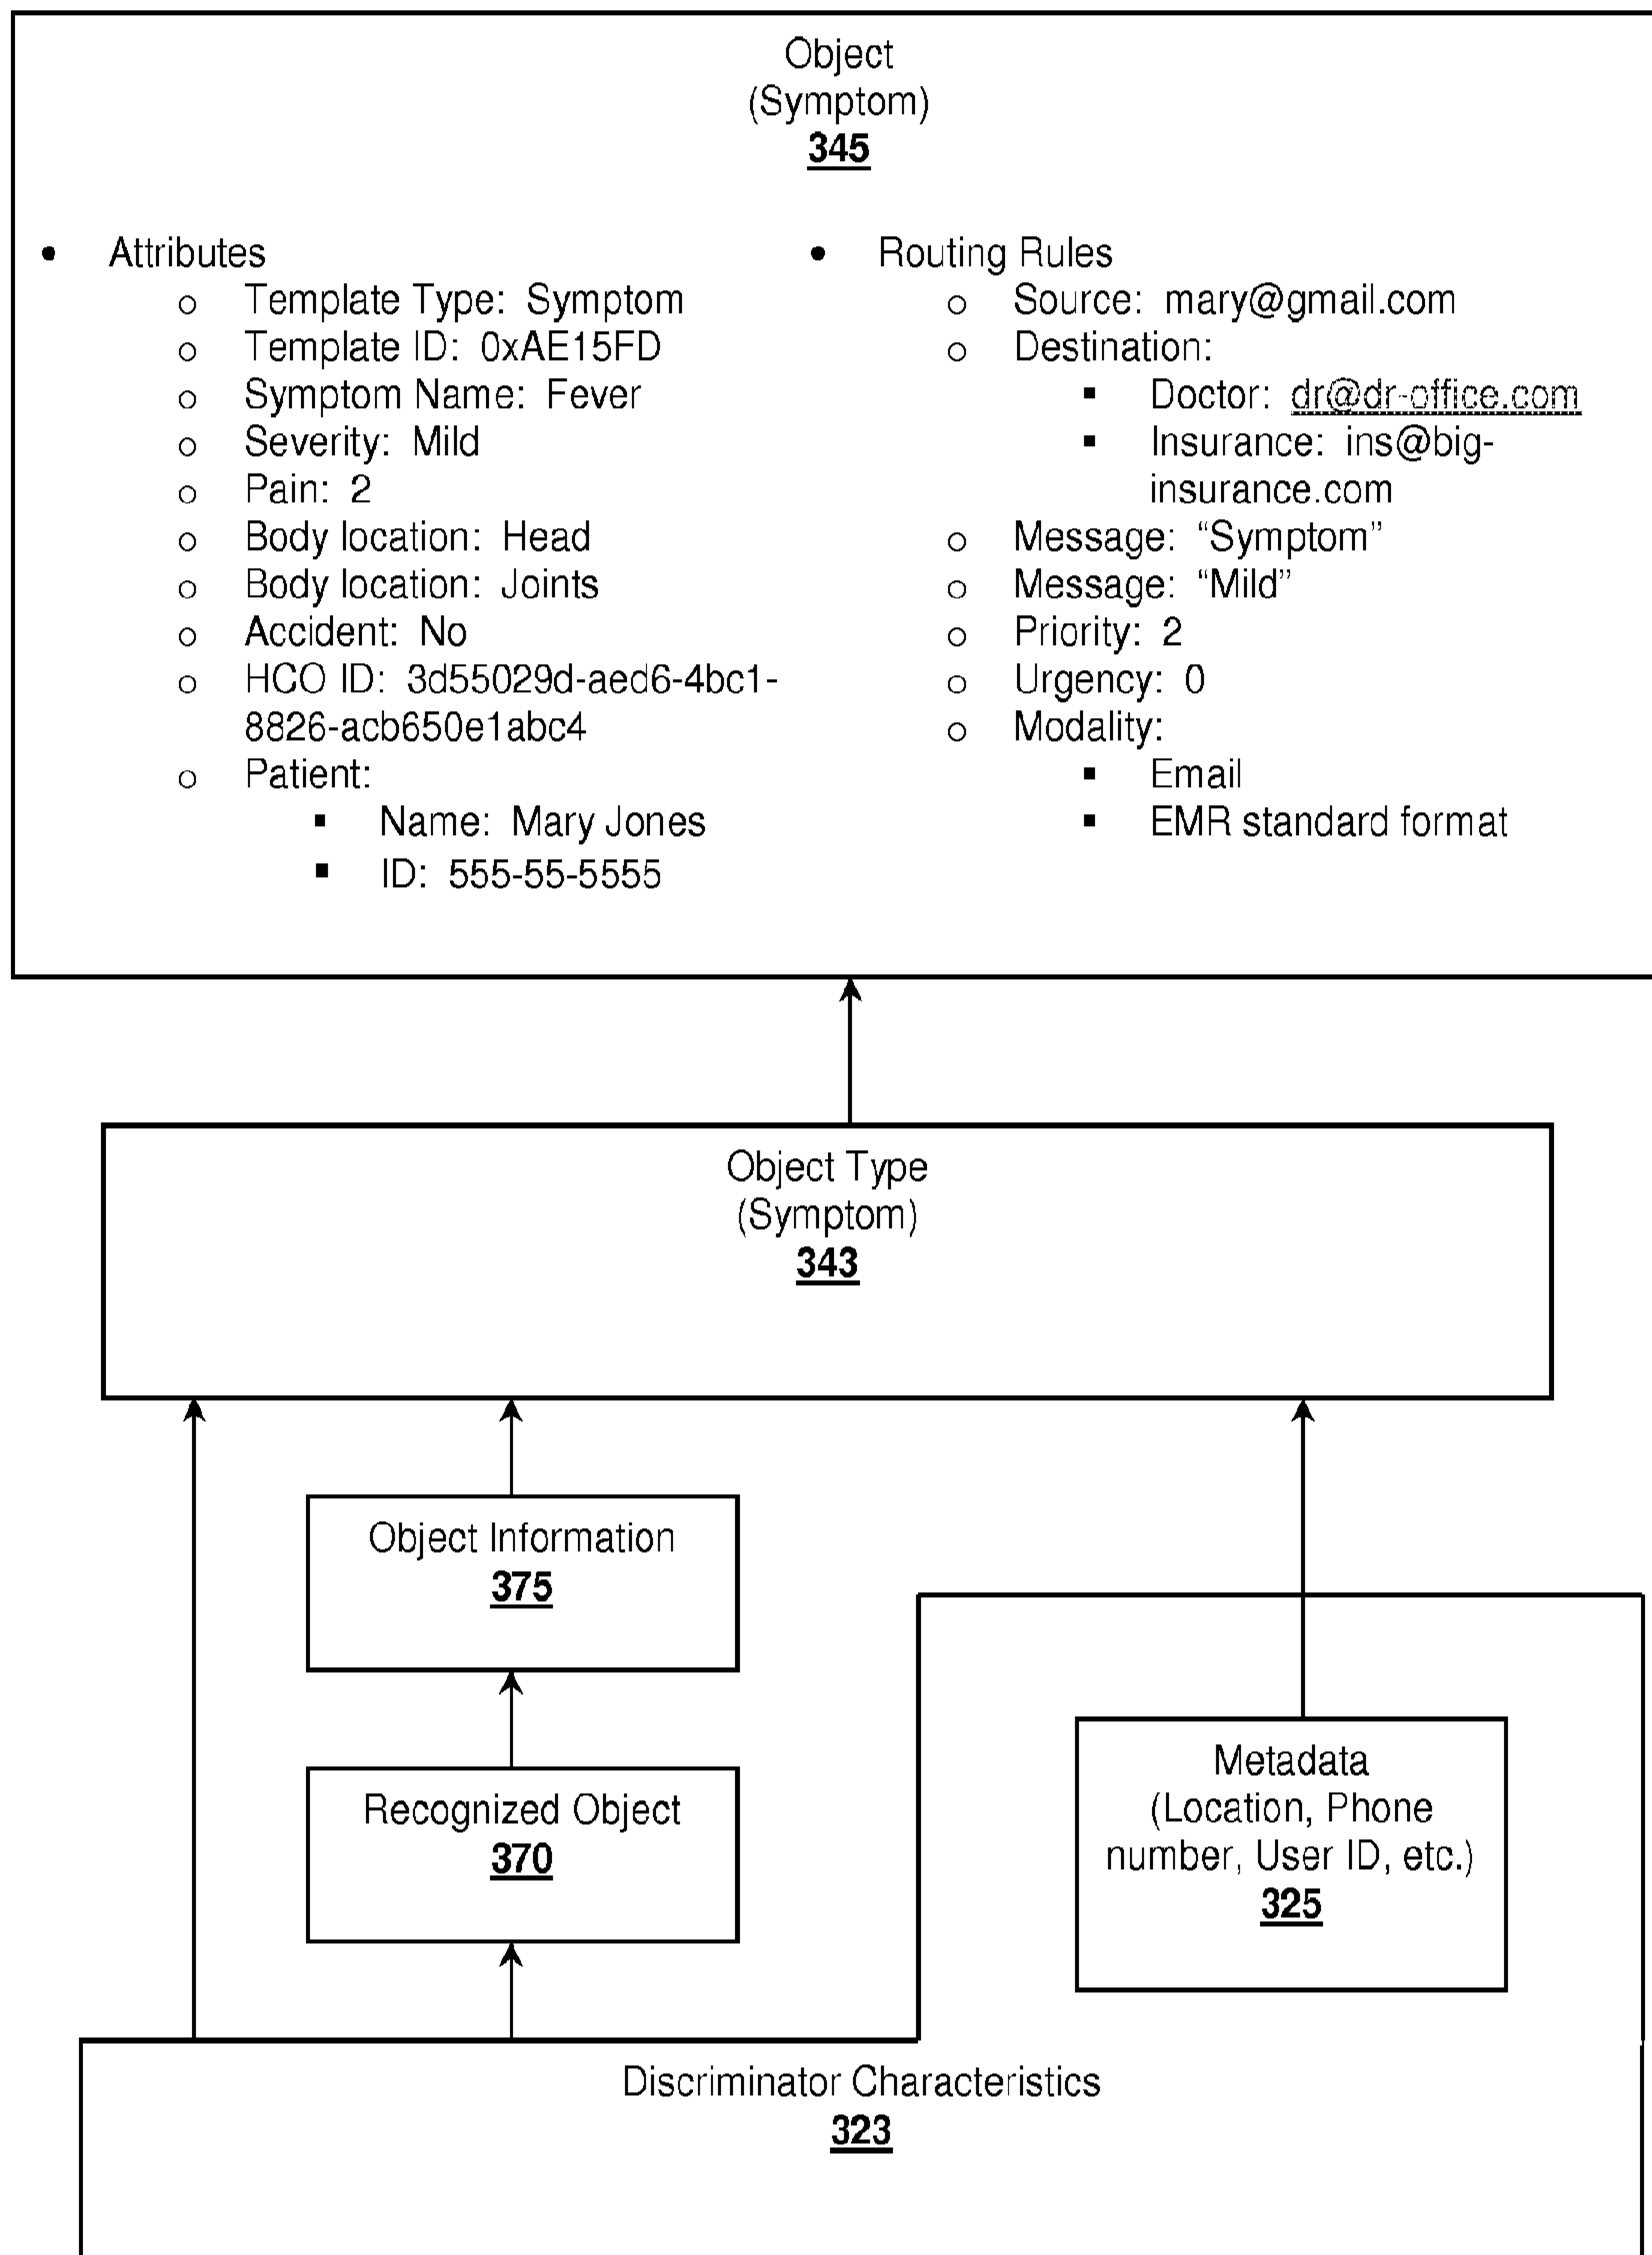 Object
(Symptom)
345
• Attributes
o Template Type: Symptom
o Template ID: 0xAE15FD
o Symptom Name: Fever
o Severity: Mild
o Pain: 2
o Body location: Head
o Body location: Joints
o Accident: No
o HCO ID: 3d55029d-aed6-4bc1-
8826-acb650e1abc4
o Patient:
▪ Name: Mary Jones
▪ ID: 555-55-5555
• Routing Rules
o Source: mary@gmail.com
o Destination:
▪ Doctor: dr@dr-office.com
▪ Insurance: ins@big-
insurance.com
o Message: “Symptom”
o Message: “Mild”
o Priority: 2
o Urgency: 0
o Modality:
▪ Email
▪ EMR standard format
Object Type
(Symptom)
343
Object Information
375
Recognized Object
370
Metadata
(Location, Phone
number, User ID, etc.)
325
Discriminator Characteristics
323